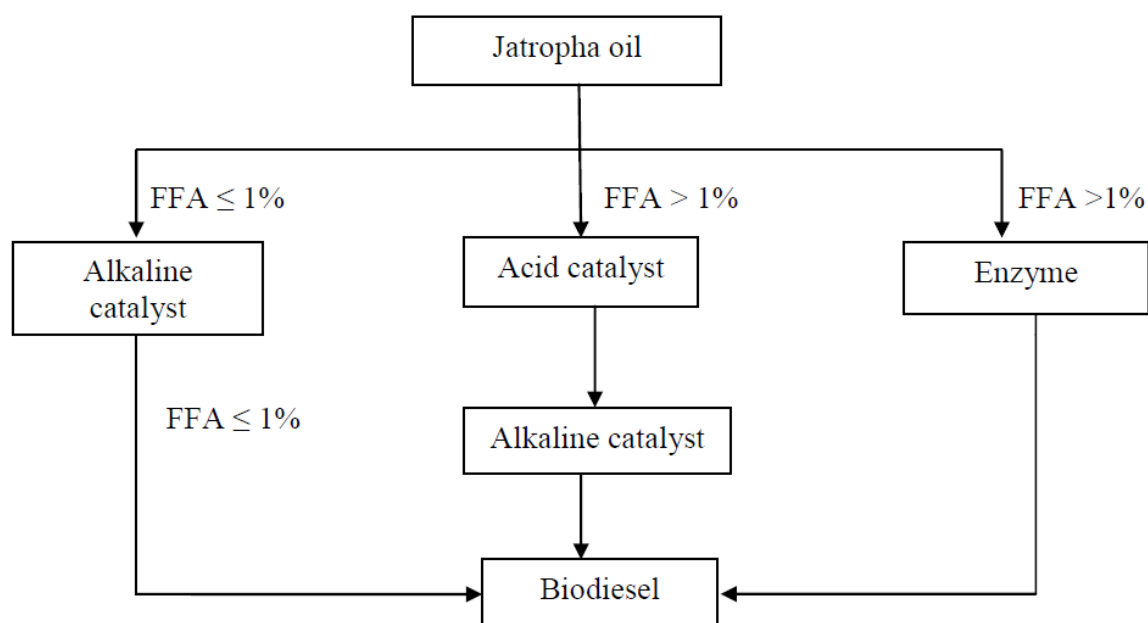 Jatropha oil
FFA ≤ 1%
FFA > 1%
FFA >1%
Alkaline
catalyst
Acid catalyst
Enzyme
FFA ≤ 1%
Alkaline catalyst
Biodiesel